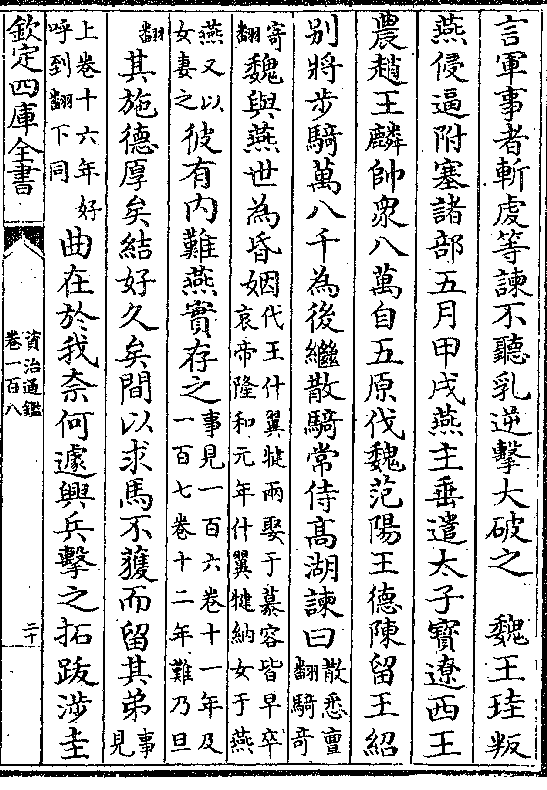 言軍事者斬虔等諫不聽乳逆擊大破之　魏王珪叛
燕侵逼附塞諸部五月甲戌燕主垂遣太子寳遼西王
農趙王麟帥衆八萬自五原伐魏范陽王德陳留王紹
别將步騎萬八千為後繼散騎常侍高湖諫曰散悉亶翻騎奇
寄翻魏與燕世為昏姻代王什翼犍兩娶于慕容皆早卒哀帝隆和元年什翼犍納女于燕
燕又以女妻之彼有内難燕實存之事見一百六卷十一年及一百七卷十二年難乃旦
翻其施德厚矣結好久矣間以求馬不獲而留其弟事見
上卷十六年好呼到翻下同曲在於我柰何遽興兵擊之拓跋涉圭
欽定四庫全書
資治通鑑
卷一百八
二十